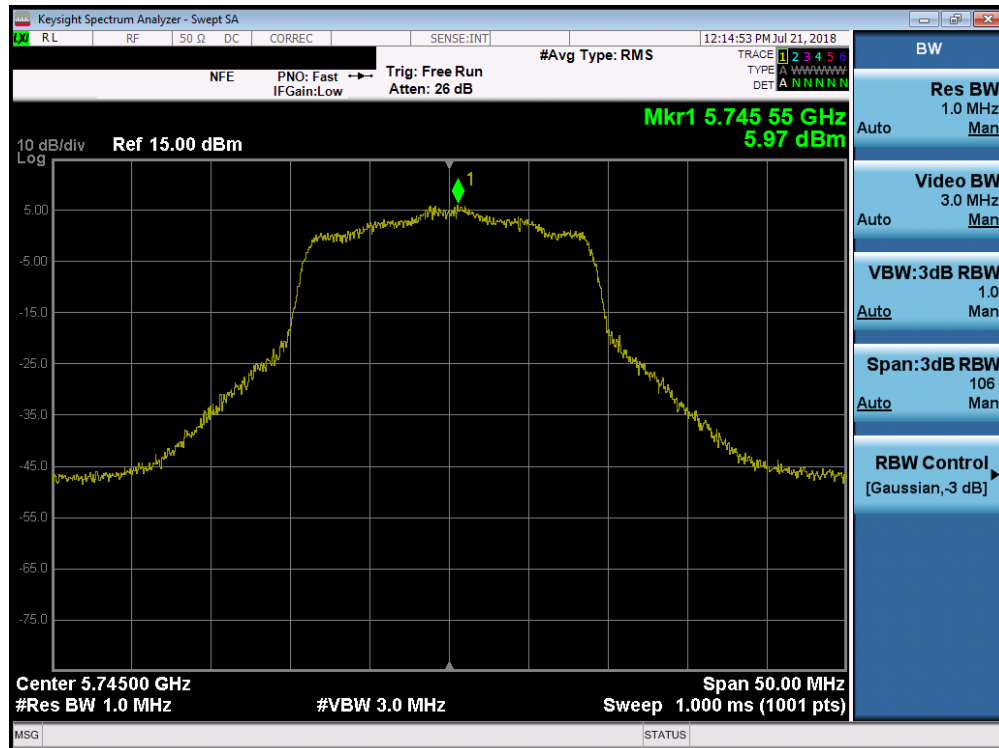 Keysight Spectrum Analyzer - Swept SA
LXI RL RF 50 Ω DC CORREC SENSE:INT 12:14:53 PM Jul 21, 2018
#Avg Type: RMS TRACE 1 2 3 4 5 6
NFE PNO: Fast Trig: Free Run TYPE A WWWWW
IFGain:Low Atten: 26 dB DET A N N N N N
Mkr1 5.745 55 GHz
5.97 dBm
10 dB/div Ref 15.00 dBm
Log
1
5.00
-5.00
-15.0
-25.0
-35.0
-45.0
-55.0
-65.0
-75.0
Center 5.74500 GHz Span 50.00 MHz
#Res BW 1.0 MHz #VBW 3.0 MHz Sweep 1.000 ms (1001 pts)
MSG STATUS
BW
Res BW
1.0 MHz
Auto Man
Video BW
3.0 MHz
Auto Man
VBW:3dB RBW
1.0
Auto Man
Span:3dB RBW
106
Auto Man
RBW Control
[Gaussian,-3 dB]